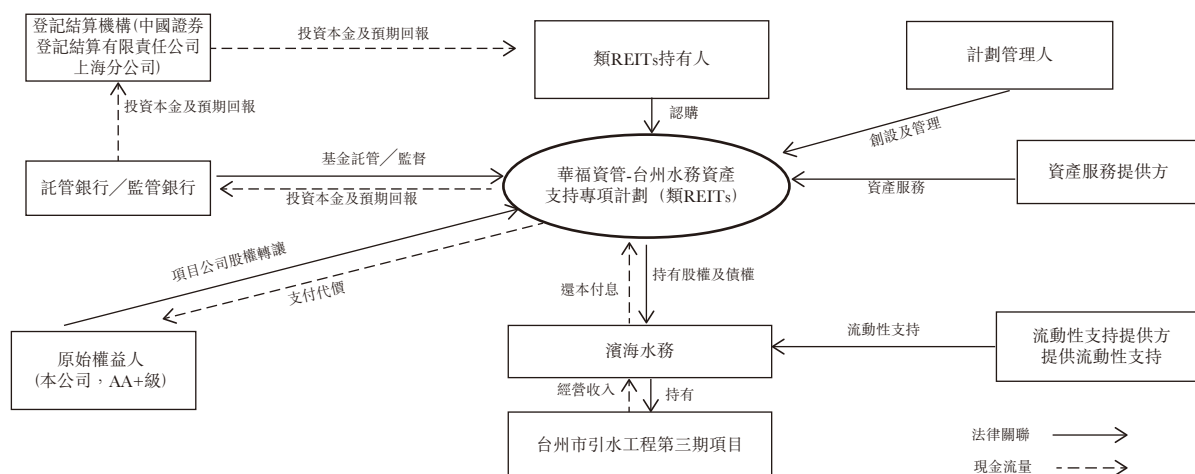 登記結算機構(中國證券
登記結算有限責任公司
上海分公司)
投資本金及預期回報
類REITs持有人
計劃管理人
投資本金及預期回報
認購
創設及管理
託管銀行／監管銀行
基金託管／監督
投資本金及預期回報
華福資管-台州水務資產
支持專項計劃（類REITs）
資產服務
資產服務提供方
項目公司股權轉讓
支付代價
還本付息
持有股權及債權
原始權益人
(本公司，AA+級)
濱海水務
流動性支持
流動性支持提供方
提供流動性支持
經營收入
持有
台州市引水工程第三期項目
法律關聯
現金流量